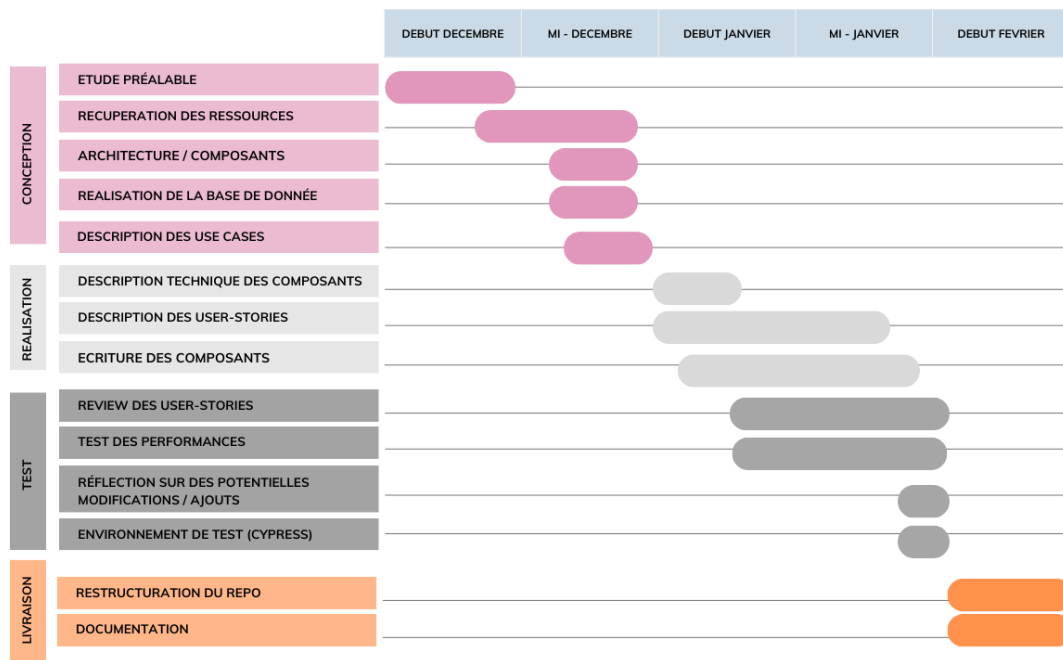 DEBUT DECEMBRE
MI - DECEMBRE
DEBUT JANVIER
MI - JANVIER
DEBUT FEVRIER
CONCEPTION
ETUDE PRÉALABLE
RECUPERATION DES RESSOURCES
ARCHITECTURE / COMPOSANTS
REALISATION DE LA BASE DE DONNÉE
DESCRIPTION DES USE CASES
REALISATION
DESCRIPTION TECHNIQUE DES COMPOSANTS
DESCRIPTION DES USER-STORIES
ECRITURE DES COMPOSANTS
TEST
REVIEW DES USER-STORIES
TEST DES PERFORMANCES
RÉFLECTION SUR DES POTENTIELLES
MODIFICATIONS / AJOUTS
ENVIRONNEMENT DE TEST (CYPRESS)
LIVRAISON
RESTRUCTURATION DU REPO
DOCUMENTATION